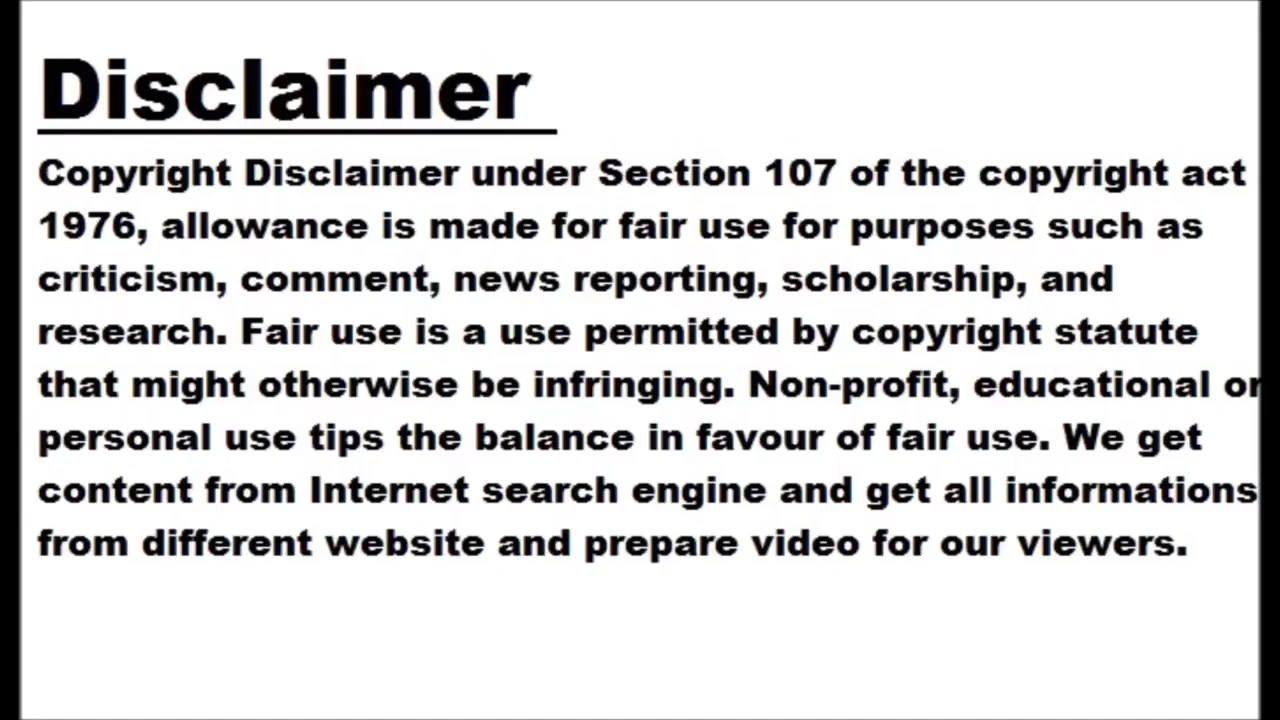 Disclaimer
Copyright Disclaimer under Section 107 of the copyright act
1976, allowance is made for fair use for purposes such as
criticism, comment, news reporting, scholarship, and
research. Fair use is a use permitted by copyright statute
that might otherwise be infringing. Non-profit, educational or
personal use tips the balance in favour of fair use. We get
content from Internet search engine and get all informations
from different website and prepare video for our viewers.